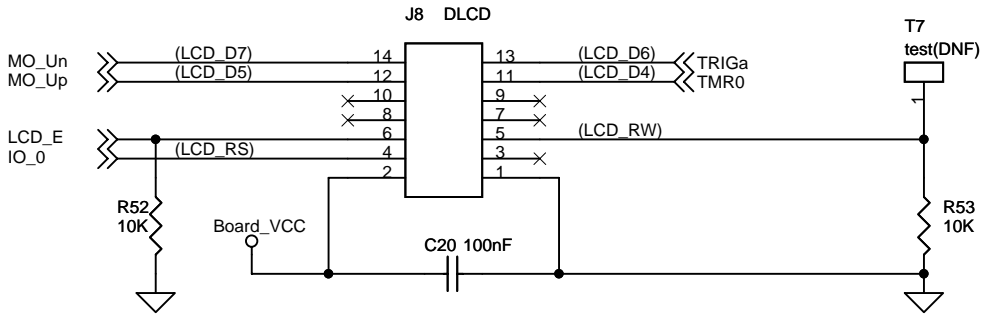 J8 DLCD
T7
test(DNF)
1
MO_Un (LCD_D7) 14 13 (LCD_D6) TRIGa
MO_Up (LCD_D5) 12 11 (LCD_D4) TMR0
10 9
8 7
LCD_E 6 5 (LCD_RW)
IO_0 (LCD_RS) 4 3
2 1
R52
10K
R53
10K
Board_VCC
C20 100nF